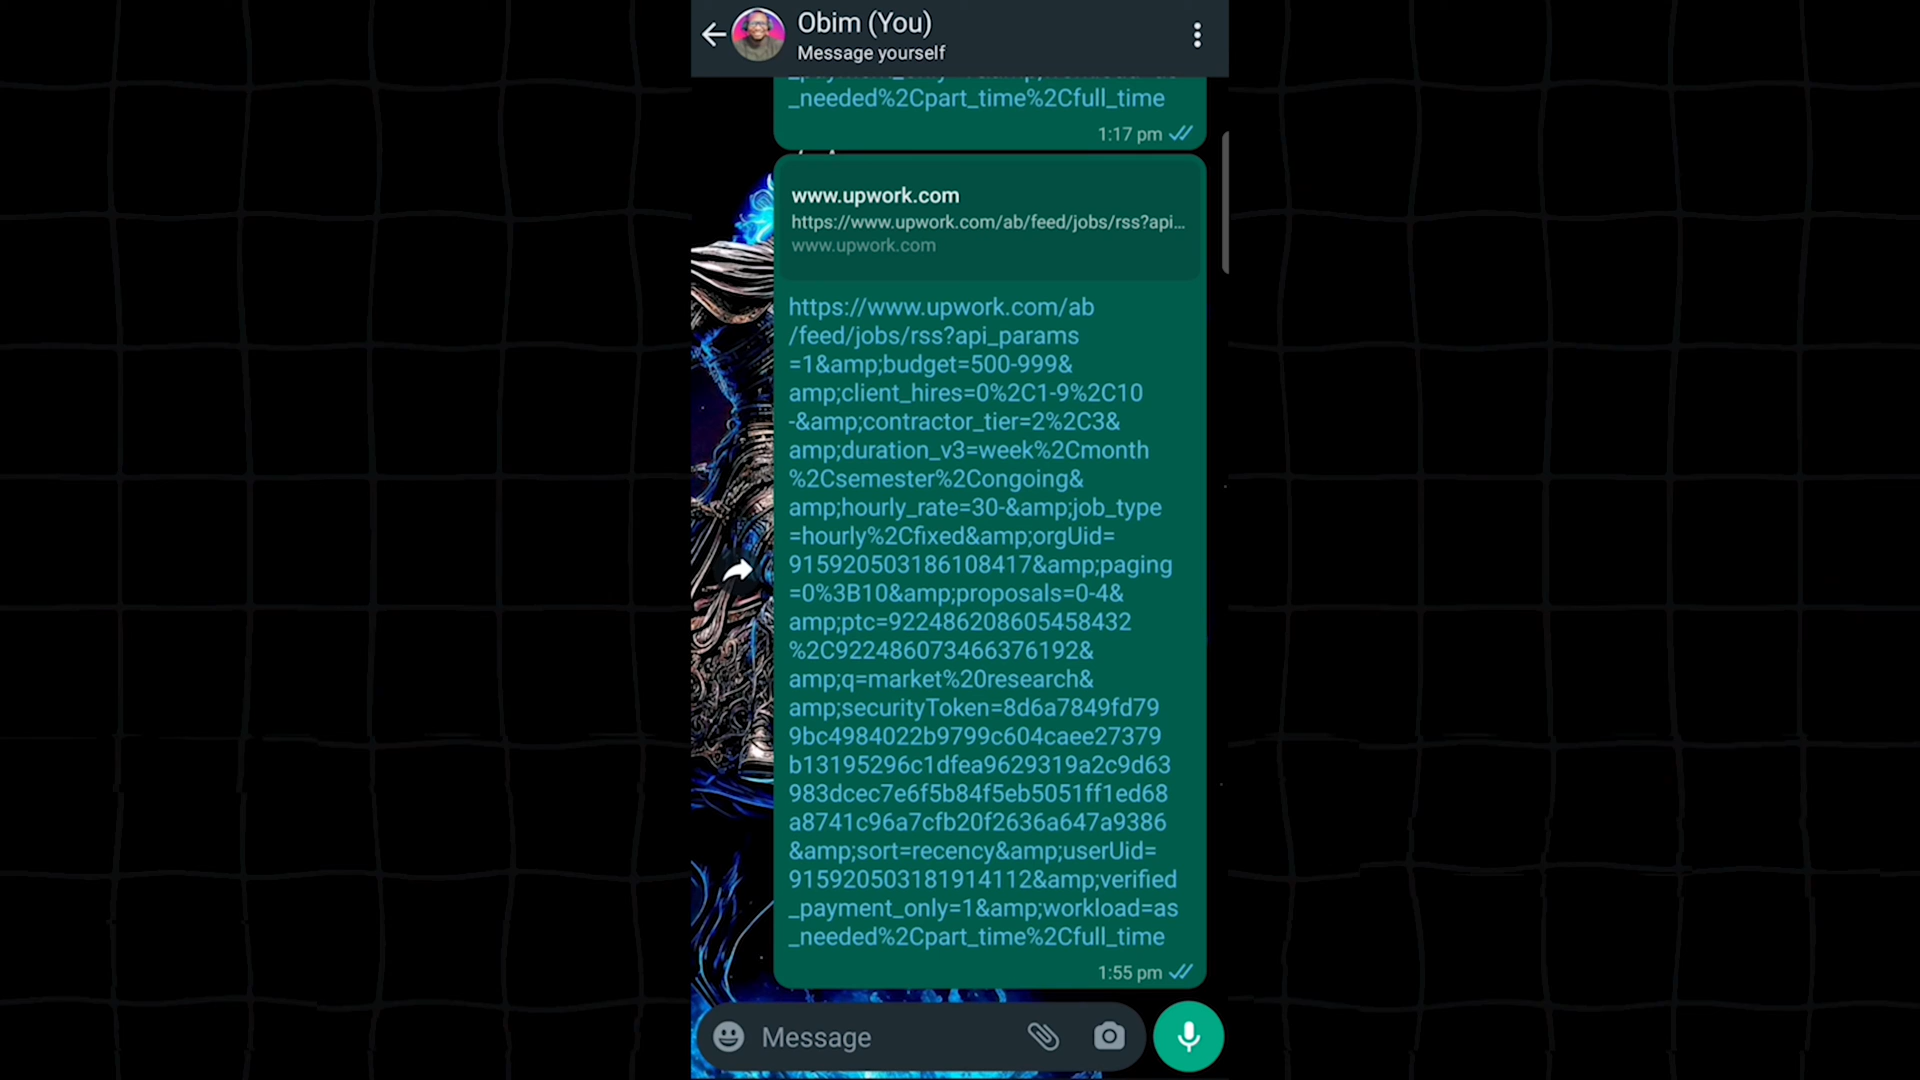 Obim (You)
Message yourself
_needed%2Cpart_time%2Cfull_time
1:17 pm
www.upwork.com
https://www.upwork.com/ab/feed/jobs/rss?api...
www.upwork.com
https://www.upwork.com/ab
/feed/jobs/rss?api_params
=1&amp;budget=500-999&
amp;client_hires=0%2C1-9%2C10
-&amp;contractor_tier=2%2C3&
amp;duration_v3=week%2Cmonth
%2Csemester%2Congoing&
amp;hourly_rate=30-&amp;job_type
=hourly%2Cfixed&amp;orgUid=
915920503186108417&amp;paging
=0%3B10&amp;proposals=0-4&
amp;ptc=922486208605458432
%2C922486073466376192&
amp;q=market%20research&
amp;securityToken=8d6a7849fd79
9bc4984022b9799c604caee27379
b13195296c1dfea9629319a2c9d63
983dcec7e6f5b84f5eb5051ff1ed68
a8741c96a7cfb20f2636a647a9386
&amp;sort=recency&amp;userUid=
915920503181914112&amp;verified
_payment_only=1&amp;workload=as
_needed%2Cpart_time%2Cfull_time
1:55 pm
Message